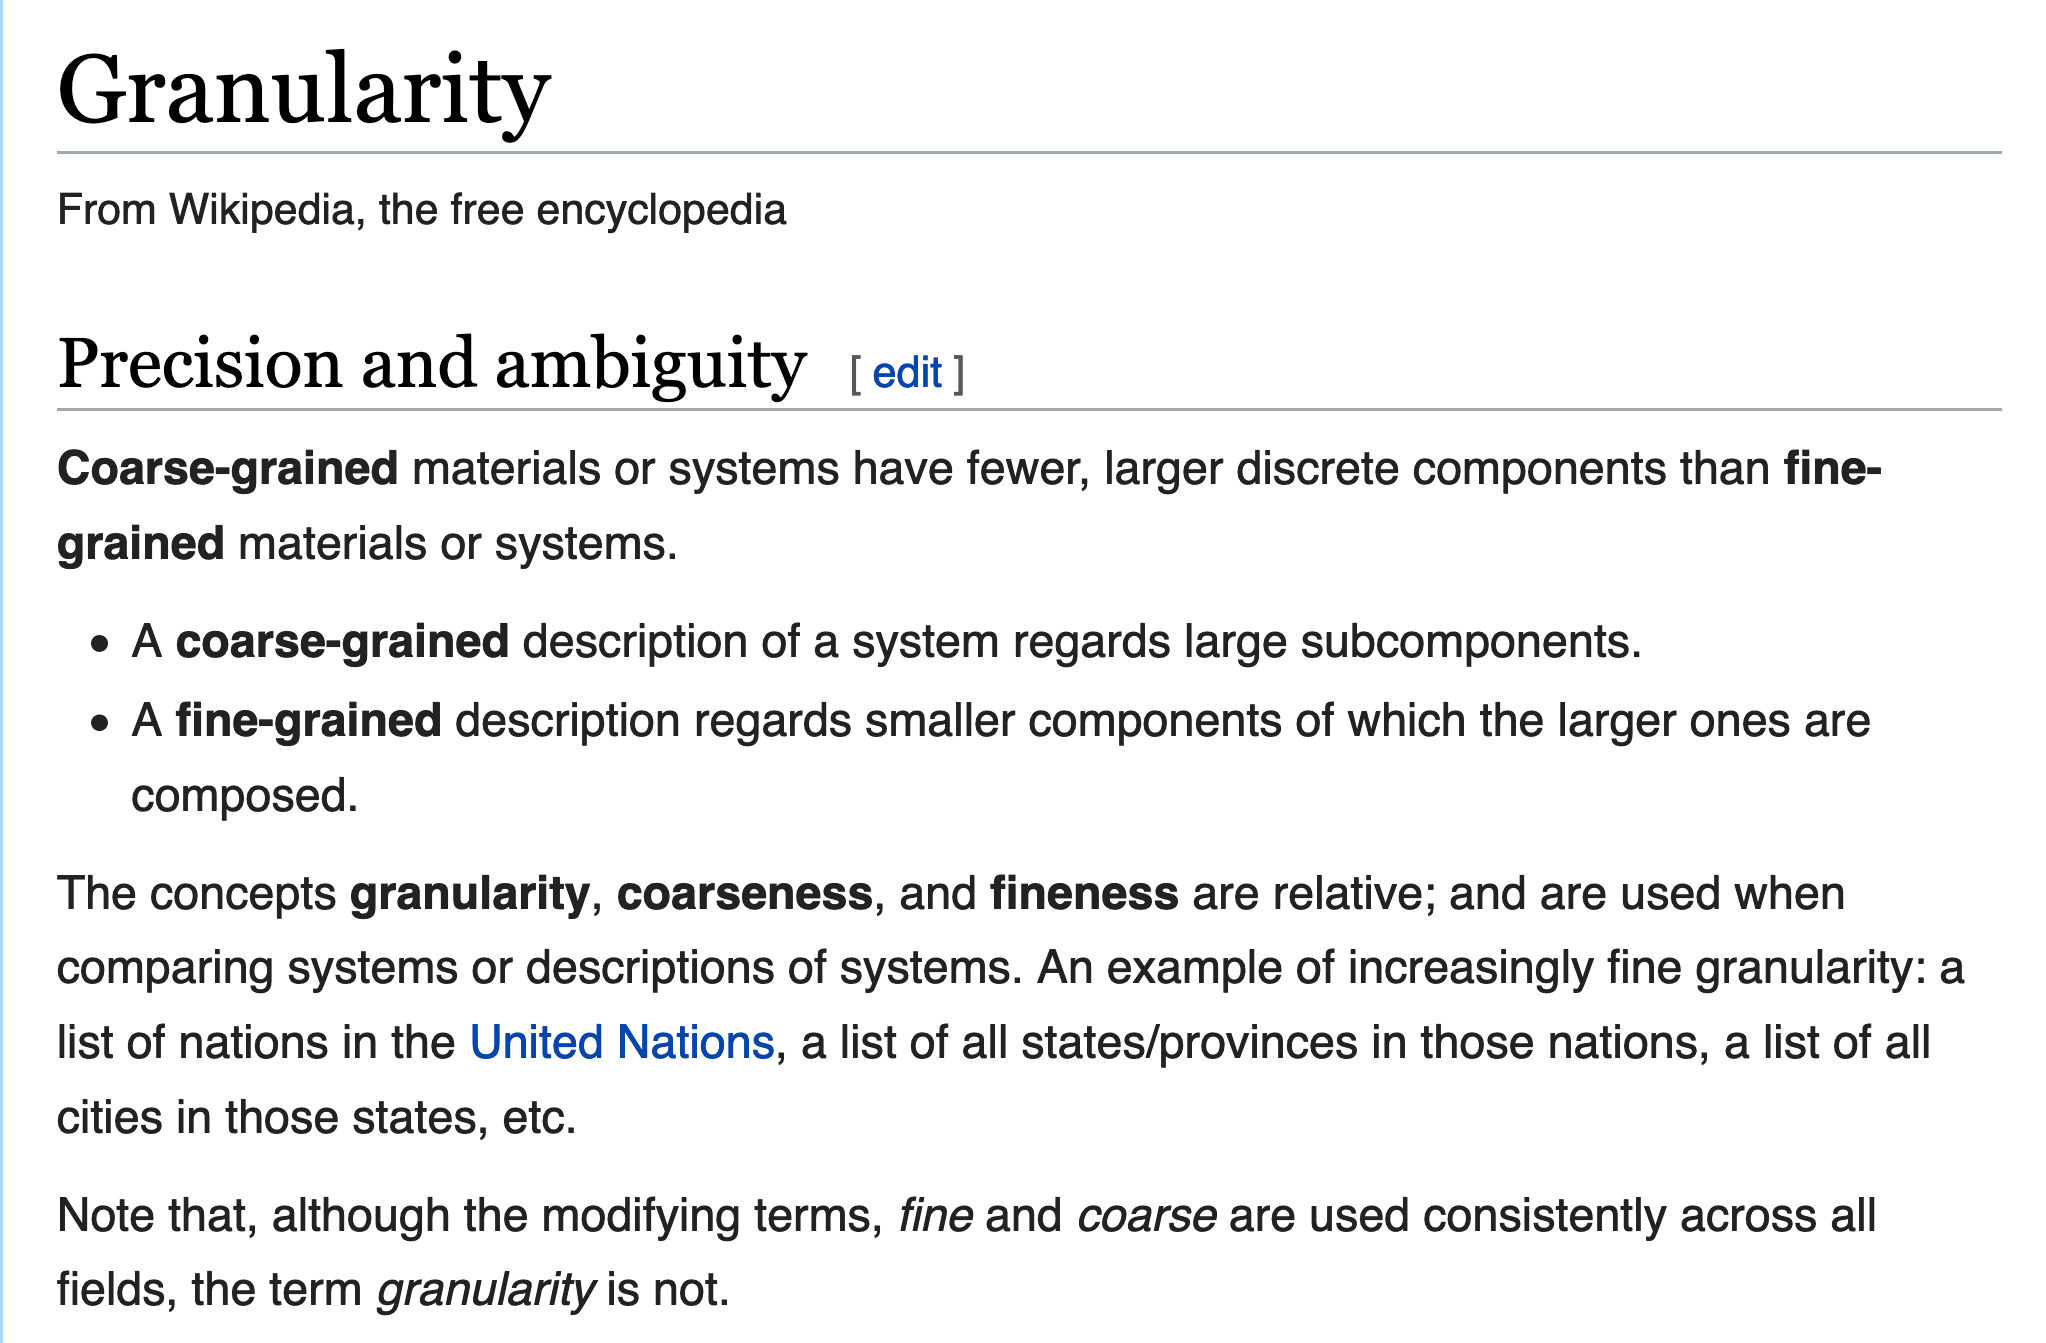 Granularity
From Wikipedia, the free encyclopedia
Precision and ambiguity [ edit ]
Coarse-grained materials or systems have fewer, larger discrete components than fine-
grained materials or systems.
• A coarse-grained description of a system regards large subcomponents.
• A fine-grained description regards smaller components of which the larger ones are
composed.
The concepts granularity, coarseness, and fineness are relative; and are used when
comparing systems or descriptions of systems. An example of increasingly fine granularity: a
list of nations in the United Nations, a list of all states/provinces in those nations, a list of all
cities in those states, etc.
Note that, although the modifying terms, fine and coarse are used consistently across all
fields, the term granularity is not.